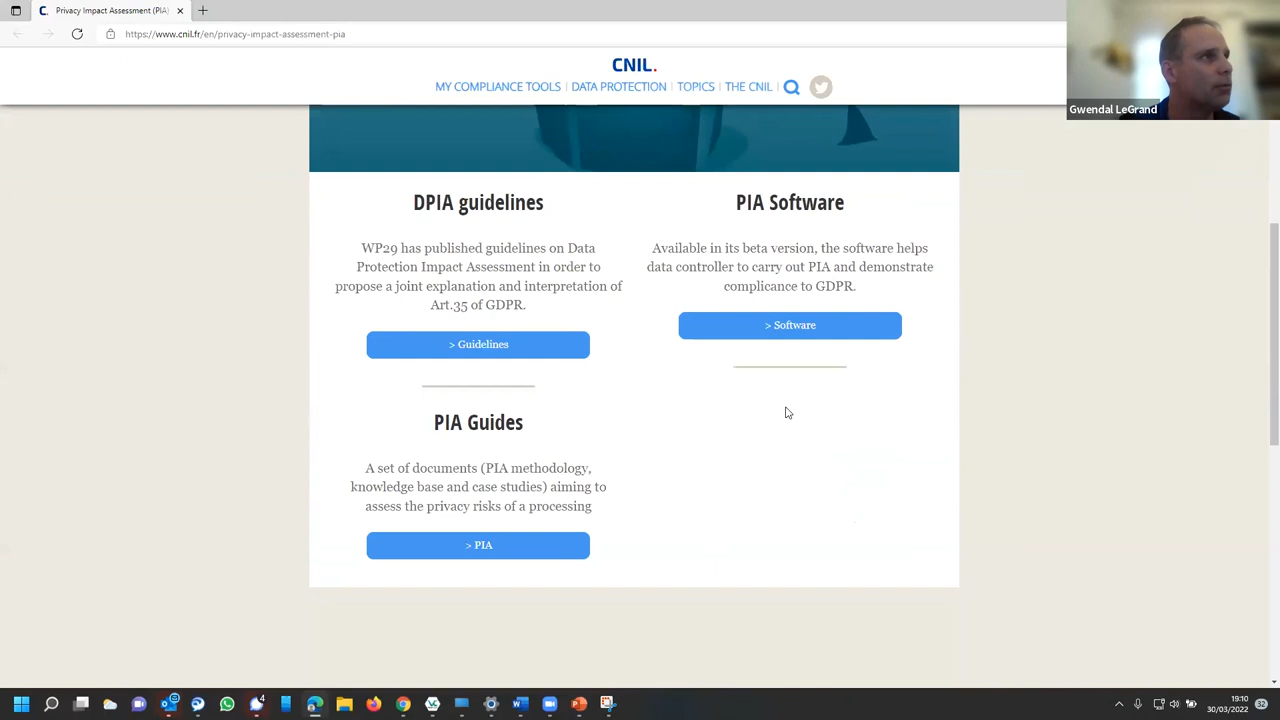 Privacy Impact Assessment (PIA)
https://www.cnil.fr/en/privacy-impact-assessment-pia
CNIL.
MY COMPLIANCE TOOLS | DATA PROTECTION | TOPICS | THE CNIL |
Gwendal LeGrand
DPIA guidelines
WP29 has published guidelines on Data
Protection Impact Assessment in order to
propose a joint explanation and interpretation of
Art.35 of GDPR.
> Guidelines
PIA Software
Available in its beta version, the software helps
data controller to carry out PIA and demonstrate
complicance to GDPR.
> Software
PIA Guides
A set of documents (PIA methodology,
knowledge base and case studies) aiming to
assess the privacy risks of a processing
> PIA
19:10
30/03/2022